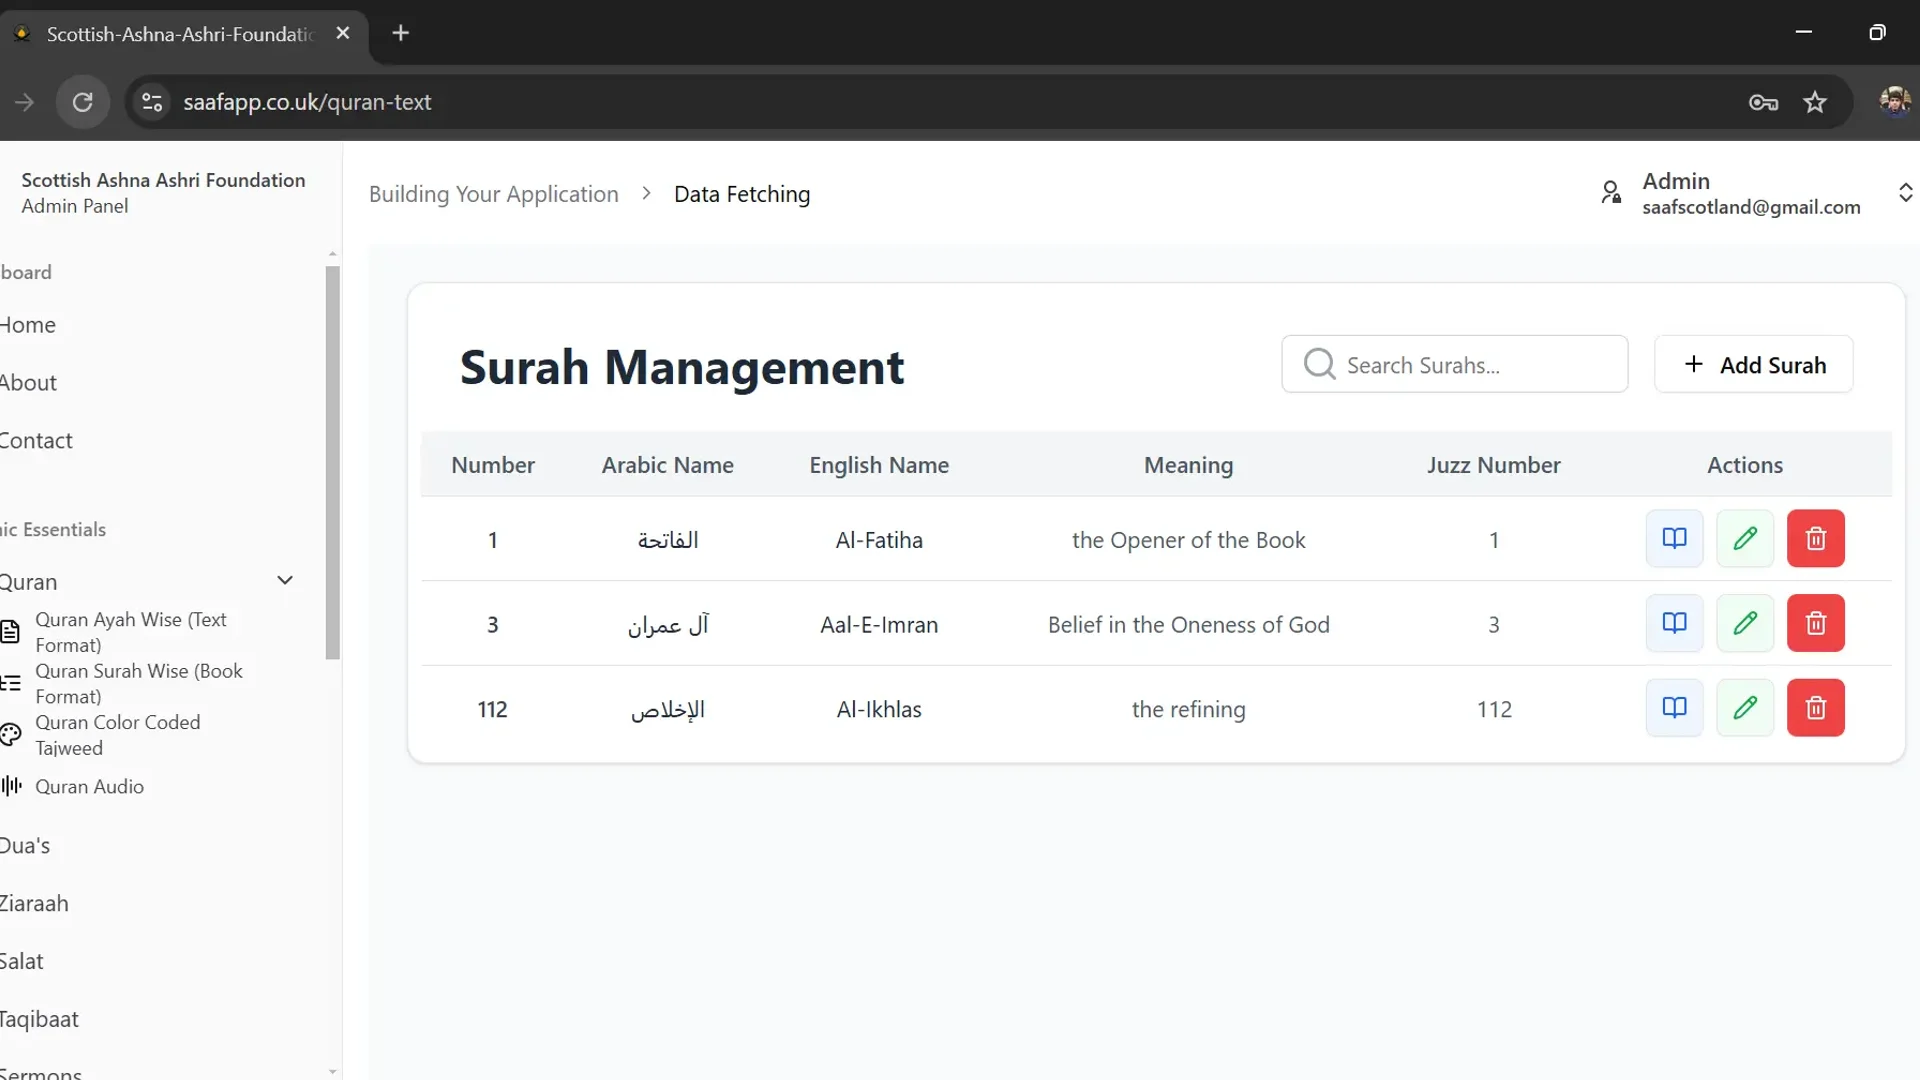 Scottish-Ashna-Ashri-Foundatic
saafapp.co.uk/quran-text
Scottish Ashna Ashri Foundation
Admin Panel
Building Your Application > Data Fetching
Admin
saafscotland@gmail.com
board
Home
About
Contact
ic Essentials
Quran
Quran Ayah Wise (Text
Format)
Quran Surah Wise (Book
Format)
Quran Color Coded
Tajweed
Quran Audio
Dua's
Ziaraah
Salat
Taqibaat
Sermons
Surah Management
Search Surahs...
+ Add Surah
Number Arabic Name English Name Meaning Juzz Number Actions
1 الفاتحة Al-Fatiha the Opener of the Book 1
3 آل عمران Aal-E-Imran Belief in the Oneness of God 3
112 الإخلاص Al-Ikhlas the refining 112